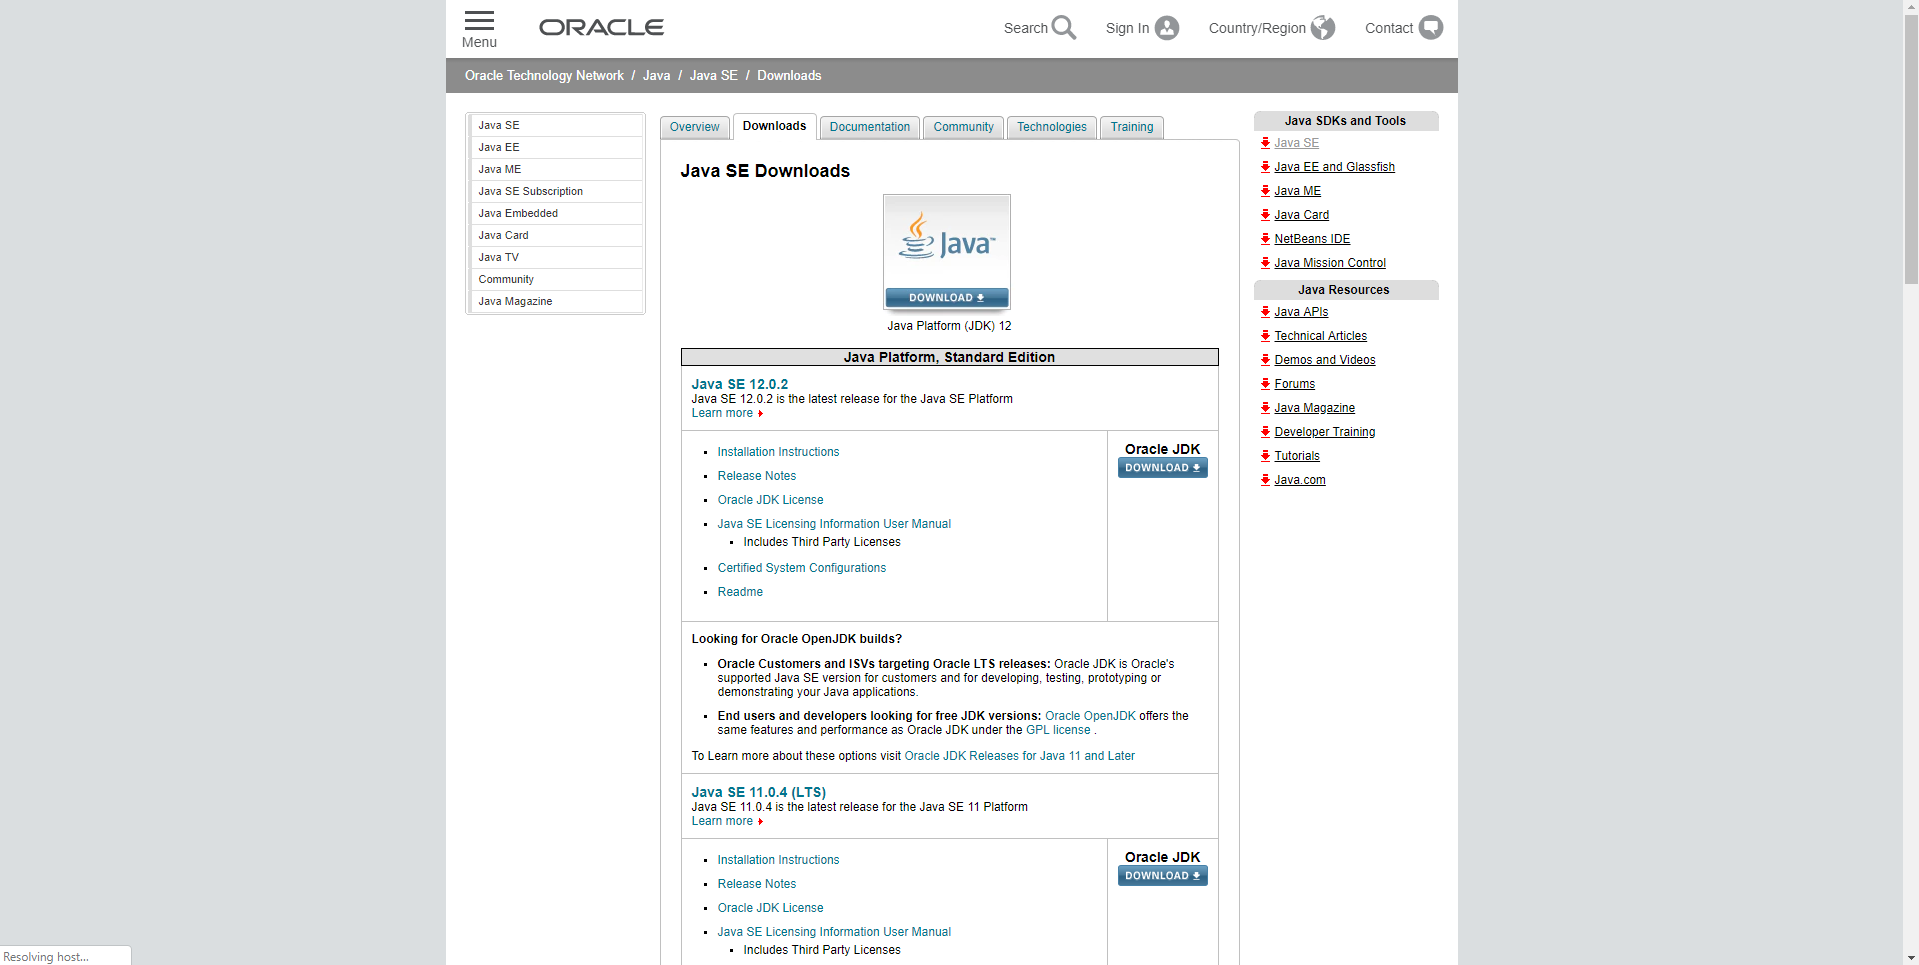 Menu
ORACLE
Search
Sign In
Country/Region
Contact
Oracle Technology Network / Java / Java SE / Downloads
Java SE
Java EE
Java ME
Java SE Subscription
Java Embedded
Java Card
Java TV
Community
Java Magazine
Overview
Downloads
Documentation
Community
Technologies
Training
Java SE Downloads
Java™
DOWNLOAD
Java Platform (JDK) 12
Java Platform, Standard Edition
Java SE 12.0.2
Java SE 12.0.2 is the latest release for the Java SE Platform
Learn more
Installation Instructions
Release Notes
Oracle JDK License
Java SE Licensing Information User Manual
Includes Third Party Licenses
Certified System Configurations
Readme
Oracle JDK
DOWNLOAD
Looking for Oracle OpenJDK builds?
Oracle Customers and ISVs targeting Oracle LTS releases: Oracle JDK is Oracle's
supported Java SE version for customers and for developing, testing, prototyping or
demonstrating your Java applications.
End users and developers looking for free JDK versions: Oracle OpenJDK offers the
same features and performance as Oracle JDK under the GPL license .
To Learn more about these options visit Oracle JDK Releases for Java 11 and Later
Java SE 11.0.4 (LTS)
Java SE 11.0.4 is the latest release for the Java SE 11 Platform
Learn more
Installation Instructions
Release Notes
Oracle JDK License
Java SE Licensing Information User Manual
Includes Third Party Licenses
Oracle JDK
DOWNLOAD
Java SDKs and Tools
Java SE
Java EE and Glassfish
Java ME
Java Card
NetBeans IDE
Java Mission Control
Java Resources
Java APIs
Technical Articles
Demos and Videos
Forums
Java Magazine
Developer Training
Tutorials
Java.com
Resolving host...